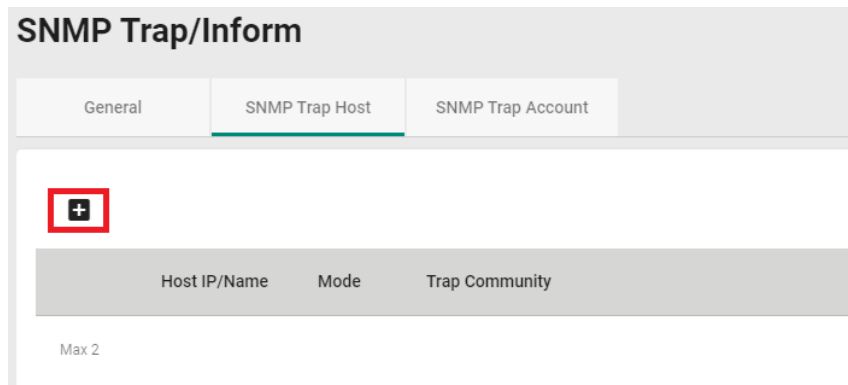 SNMP Trap/Inform
General SNMP Trap Host SNMP Trap Account
Host IP/Name Mode Trap Community
Max 2